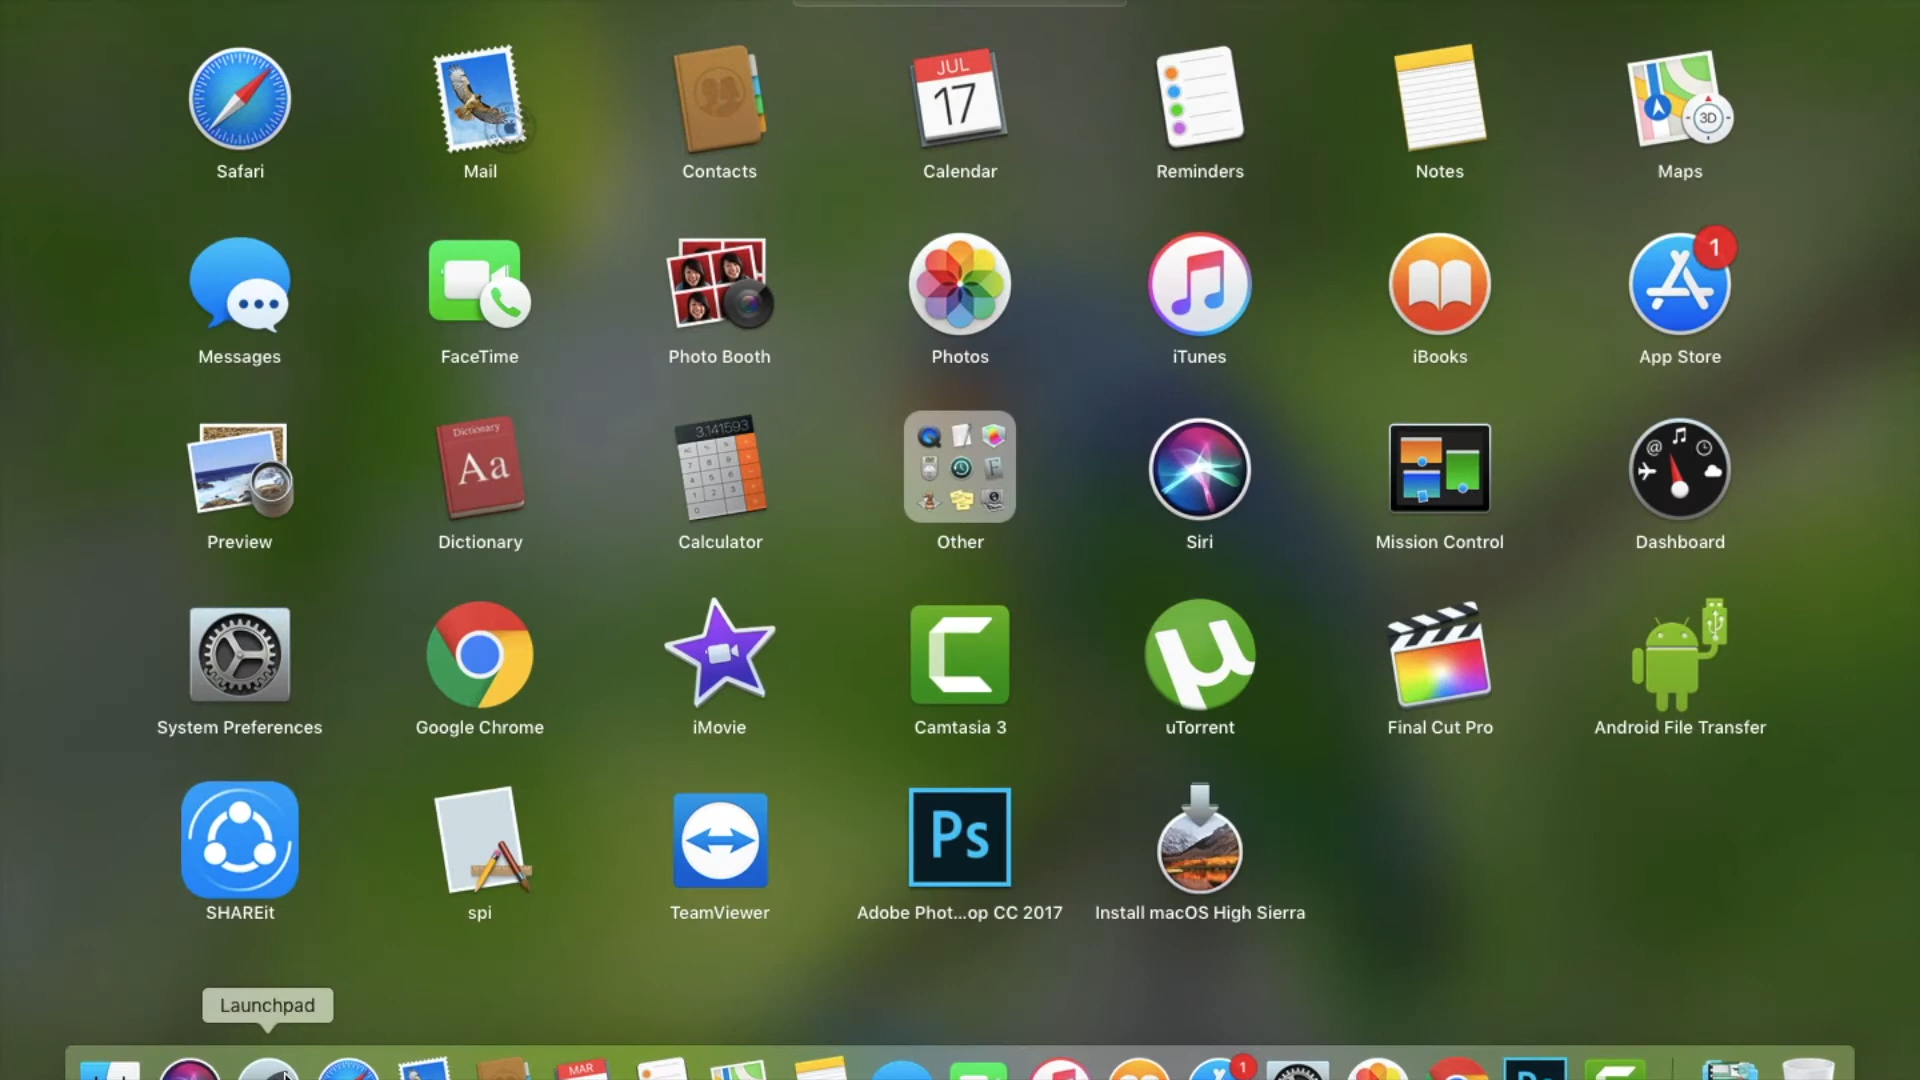 JUL
17
3D
Safari
Mail
Contacts
Calendar
Reminders
Notes
Maps
1
Messages
FaceTime
Photo Booth
Photos
iTunes
iBooks
App Store
Dictionary
Aa
3.141593
@
Preview
Dictionary
Calculator
Other
Siri
Mission Control
Dashboard
System Preferences
Google Chrome
iMovie
Camtasia 3
uTorrent
Final Cut Pro
Android File Transfer
Ps
SHAREit
spi
TeamViewer
Adobe Phot...op CC 2017
Install macOS High Sierra
Launchpad
MAR
1